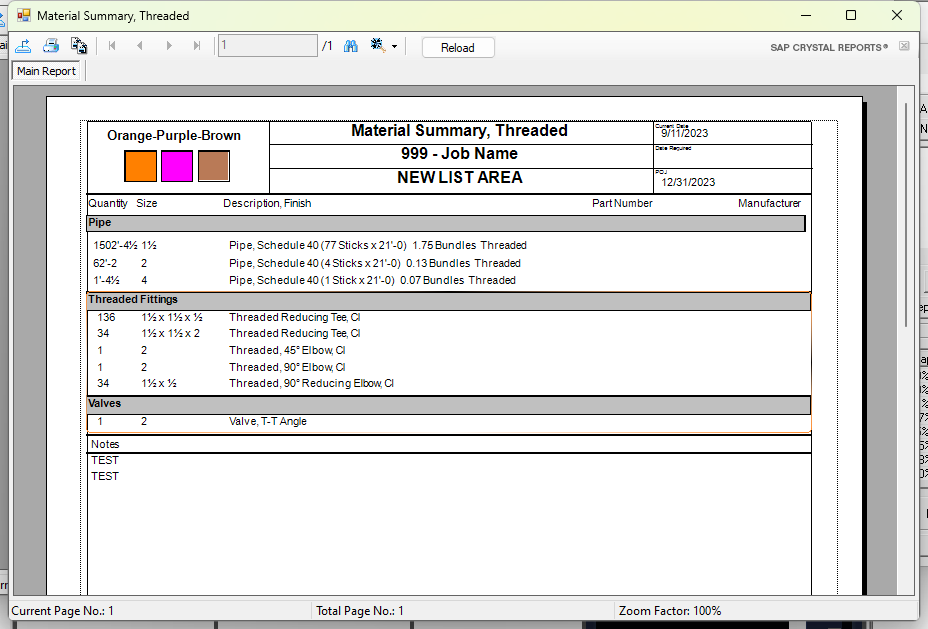 Material Summary, Threaded
1 /1 Reload SAP CRYSTAL REPORTS®
Main Report
Orange-Purple-Brown
Material Summary, Threaded
999 - Job Name
NEW LIST AREA
Current Date
9/11/2023
Date Required
POJ
12/31/2023
Quantity Size Description, Finish Part Number Manufacturer
Pipe
1502'-4½ 1½ Pipe, Schedule 40 (77 Sticks x 21'-0) 1.75 Bundles Threaded
62'-2 2 Pipe, Schedule 40 (4 Sticks x 21'-0) 0.13 Bundles Threaded
1'-4½ 4 Pipe, Schedule 40 (1 Stick x 21'-0) 0.07 Bundles Threaded
Threaded Fittings
136 1½ x 1½ x ½ Threaded Reducing Tee, CI
34 1½ x 1½ x 2 Threaded Reducing Tee, CI
1 2 Threaded, 45° Elbow, CI
1 2 Threaded, 90° Elbow, CI
34 1½ x ½ Threaded, 90° Reducing Elbow, CI
Valves
1 2 Valve, T-T Angle
Notes
TEST
TEST
Current Page No.: 1 Total Page No.: 1 Zoom Factor: 100%